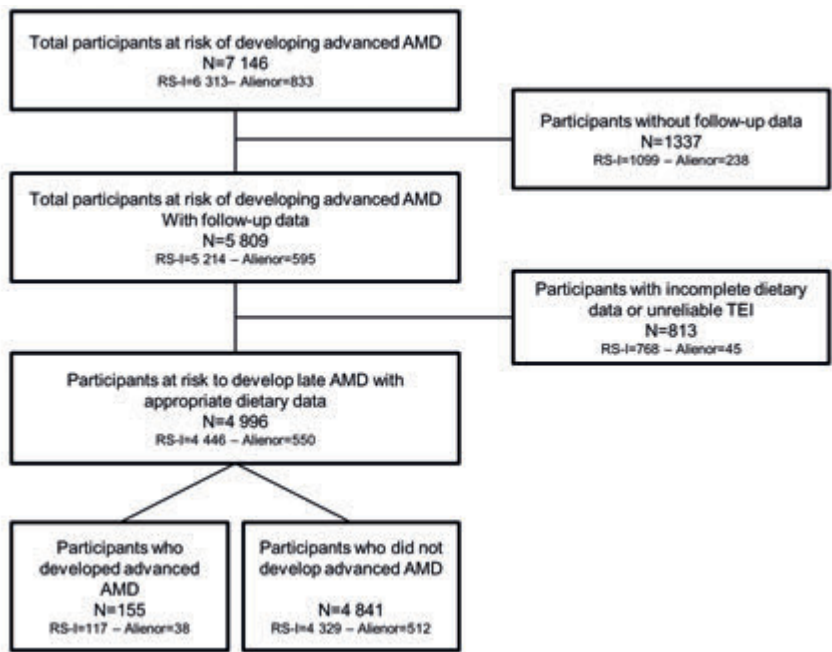 Total participants at risk of developing advanced AMD
N=7 146
RS-I=6 313– Alienor=833
Participants without follow-up data
N=1337
RS-I=1099 – Alienor=238
Total participants at risk of developing advanced AMD
With follow-up data
N=5 809
RS-I=5 214 – Alienor=595
Participants with incomplete dietary
data or unreliable TEI
N=813
RS-I=768 – Alienor=45
Participants at risk to develop late AMD with
appropriate dietary data
N=4 996
RS-I=4 446 – Alienor=550
Participants who
developed advanced
AMD
N=155
RS-I=117 – Alienor=38
Participants who did not
develop advanced AMD
N=4 841
RS-I=4 329 – Alienor=512